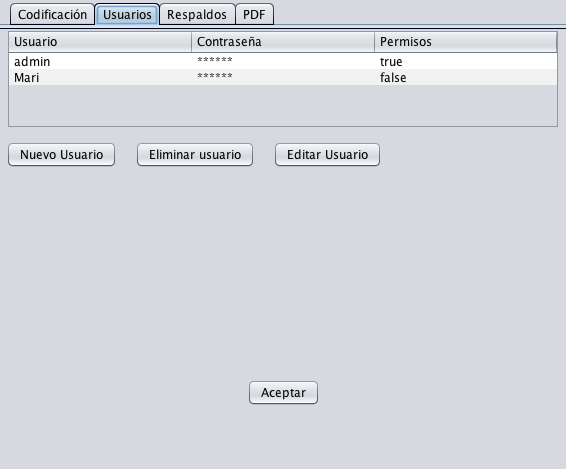 Codificación Usuarios Respaldos PDF
Usuario Contraseña Permisos
admin ****** true
Mari ****** false
Nuevo Usuario Eliminar usuario Editar Usuario
Aceptar